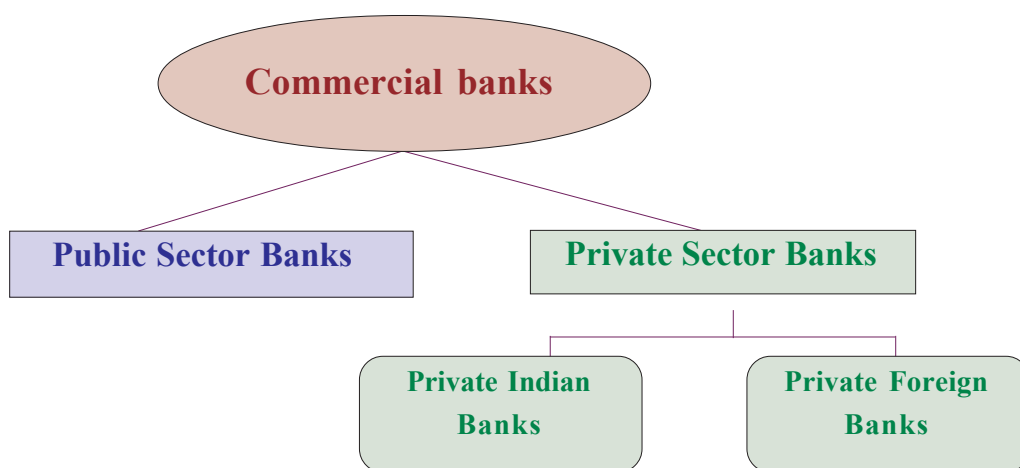 Commercial banks
Public Sector Banks
Private Sector Banks
Private Indian
Banks
Private Foreign
Banks